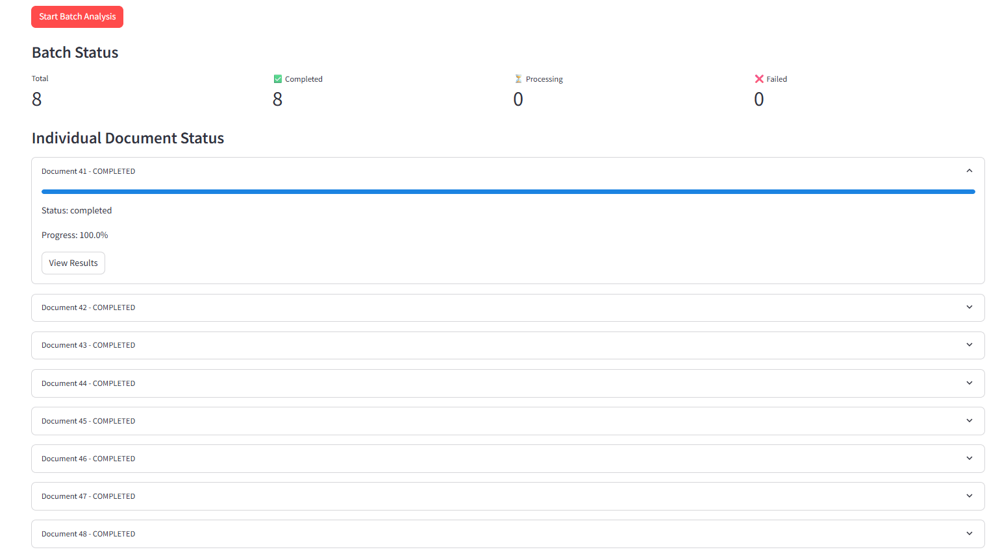 Start Batch Analysis
Batch Status
Total
Completed
Processing
Failed
8
8
0
0
Individual Document Status
Document 41 - COMPLETED
Status: completed
Progress: 100.0%
View Results
Document 42 - COMPLETED
Document 43 - COMPLETED
Document 44 - COMPLETED
Document 45 - COMPLETED
Document 46 - COMPLETED
Document 47 - COMPLETED
Document 48 - COMPLETED